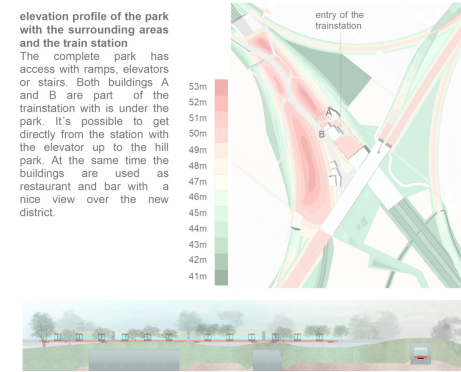 elevation profile of the park
with the surrounding areas
and the train station
The complete park has
access with ramps, elevators
or stairs. Both buildings A
and B are part of the
trainstation with is under the
park. It´s possible to get
directly from the station with
the elevator up to the hill
park. At the same time the
buildings are used as
restaurant and bar with a
nice view over the new
district.
entry of the
trainstation
A
B
53m
52m
51m
50m
49m
48m
47m
46m
45m
44m
43m
42m
41m